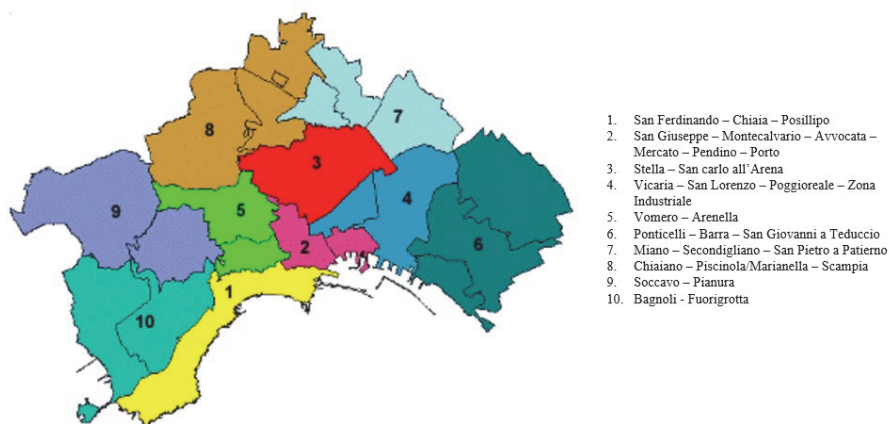 7
8
3
4
5
9
2
6
1
10
1. San Ferdinando – Chiaia – Posillipo
2. San Giuseppe – Montecalvario – Avvocata –
Mercato – Pendino – Porto
3. Stella – San carlo all’Arena
4. Vicaria – San Lorenzo – Poggioreale – Zona
Industriale
5. Vomero – Arenella
6. Ponticelli – Barra – San Giovanni a Teduccio
7. Miano – Secondigliano – San Pietro a Patierno
8. Chiaiano – Piscinola/Marianella – Scampia
9. Soccavo – Pianura
10. Bagnoli - Fuorigrotta